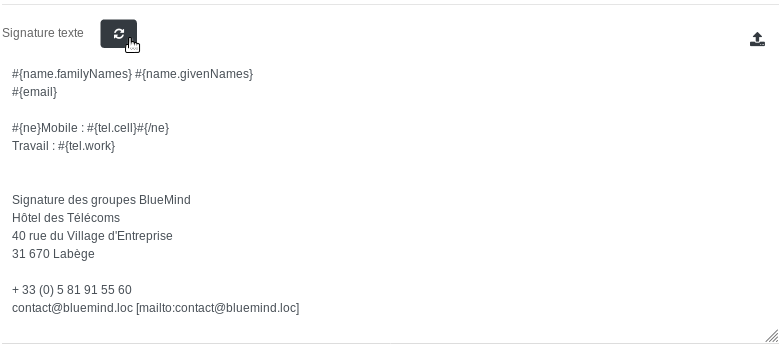 Signature texte
#{name.familyNames} #{name.givenNames}
#{email}
#{ne}Mobile : #{tel.cell}#{/ne}
Travail : #{tel.work}
Signature des groupes BlueMind
Hôtel des Télécoms
40 rue du Village d'Entreprise
31 670 Labège
+ 33 (0) 5 81 91 55 60
contact@bluemind.loc [mailto:contact@bluemind.loc]